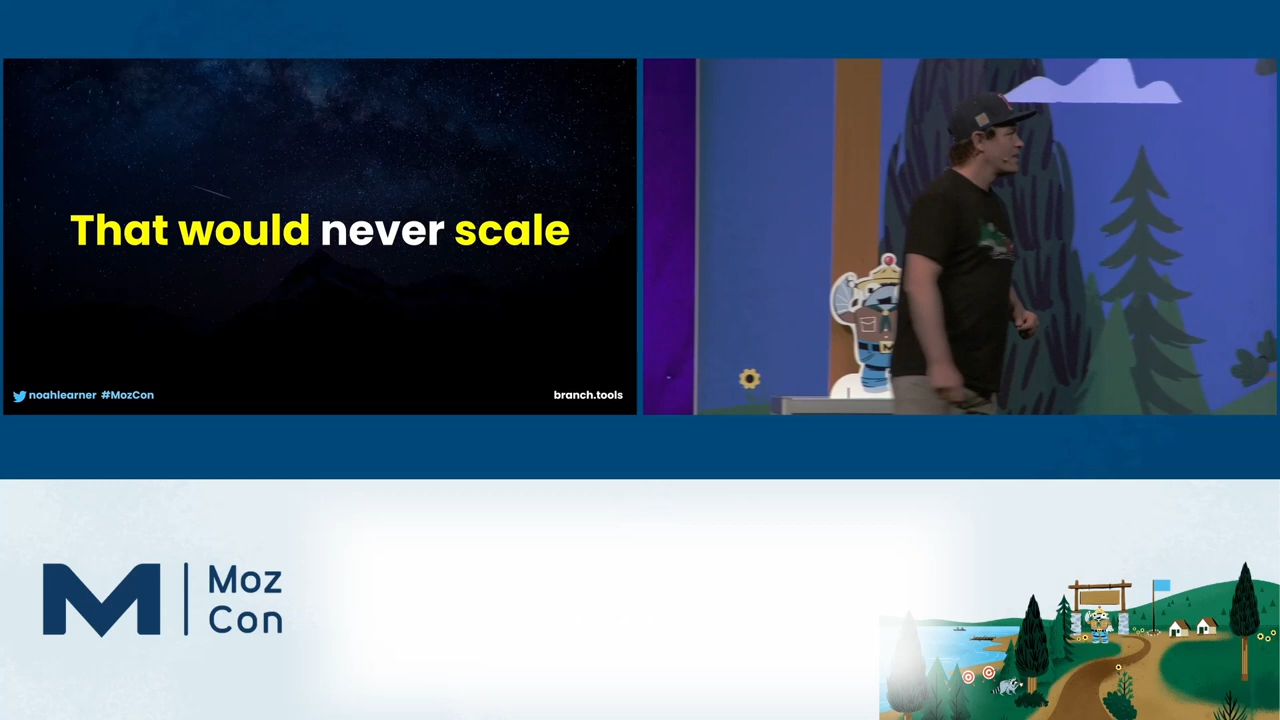 That would never scale
noahlearner #MozCon
branch.tools
M
Moz
Con